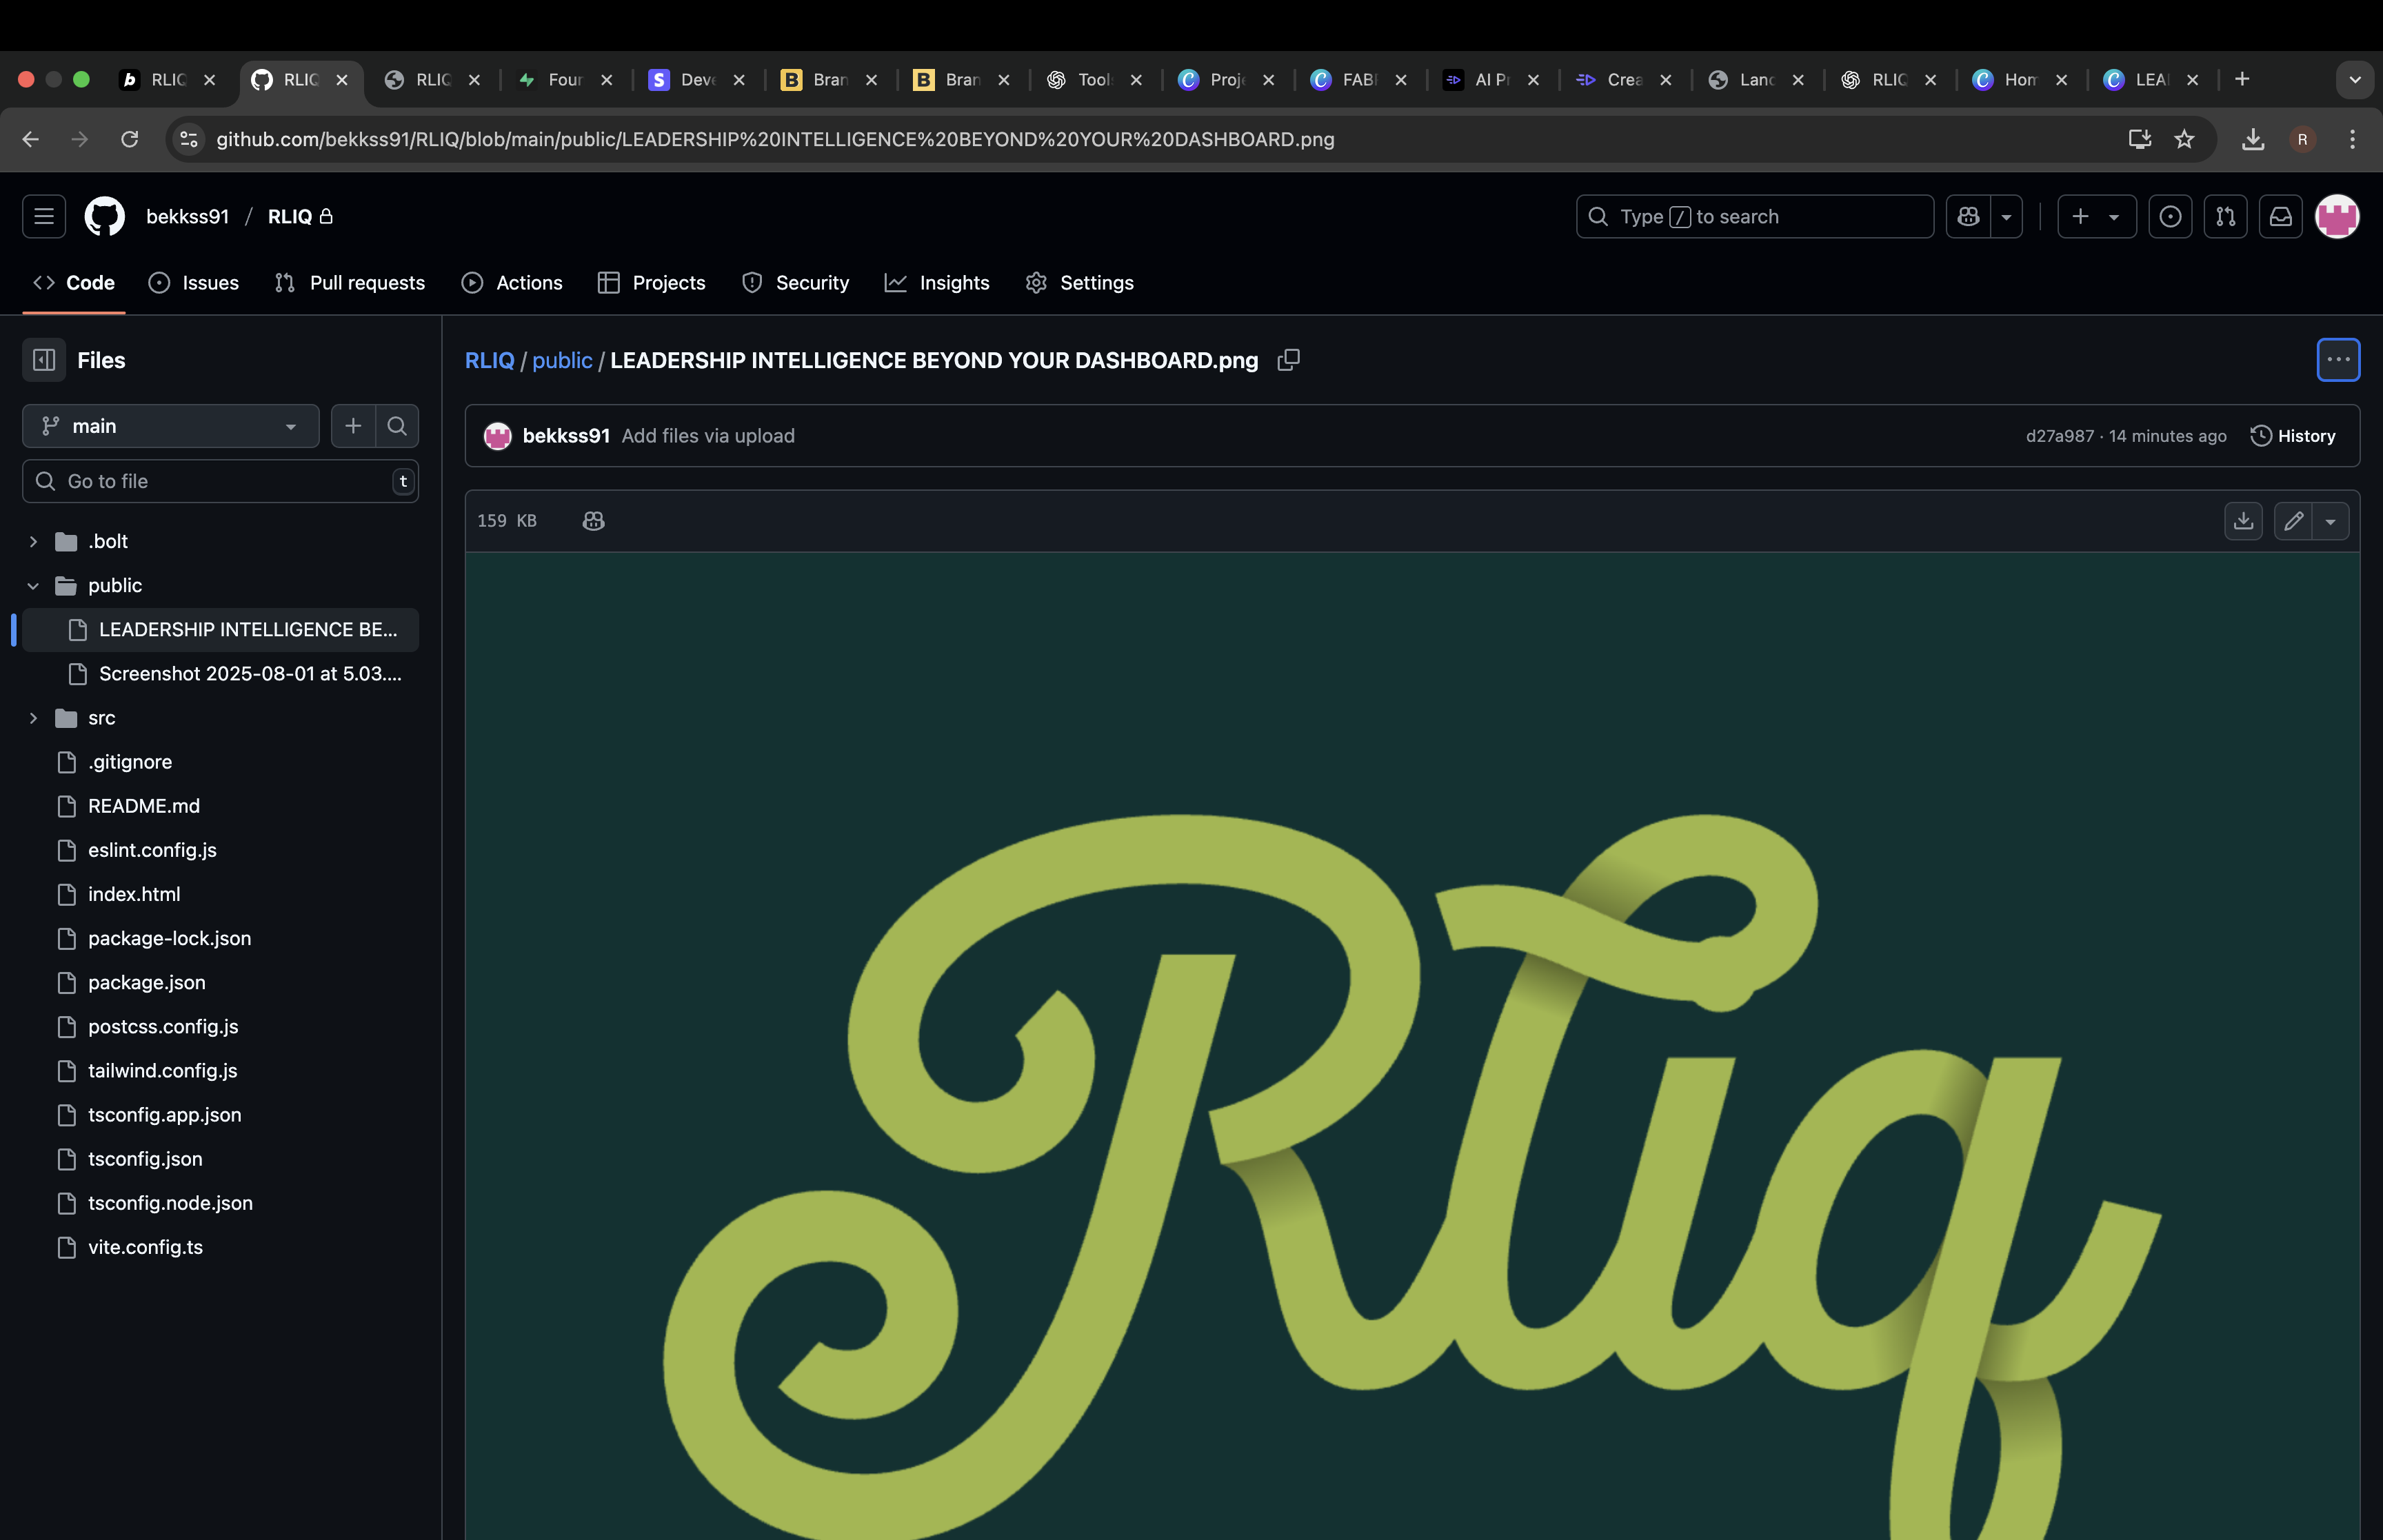 RLIQ
RLIQ
RLIQ
Four
Deve
Bran
Bran
Tool
Proje
FABI
AI Pr
Crea
Lanc
RLIQ
Hom
LEAI
github.com/bekkss91/RLIQ/blob/main/public/LEADERSHIP%20INTELLIGENCE%20BEYOND%20YOUR%20DASHBOARD.png
R
bekkss91 / RLIQ
Type / to search
Code
Issues
Pull requests
Actions
Projects
Security
Insights
Settings
Files
main
Go to file
t
.bolt
public
LEADERSHIP INTELLIGENCE BE...
Screenshot 2025-08-01 at 5.03....
src
.gitignore
README.md
eslint.config.js
index.html
package-lock.json
package.json
postcss.config.js
tailwind.config.js
tsconfig.app.json
tsconfig.json
tsconfig.node.json
vite.config.ts
RLIQ / public / LEADERSHIP INTELLIGENCE BEYOND YOUR DASHBOARD.png
bekkss91 Add files via upload
d27a987 · 14 minutes ago
History
159 KB
Rliq